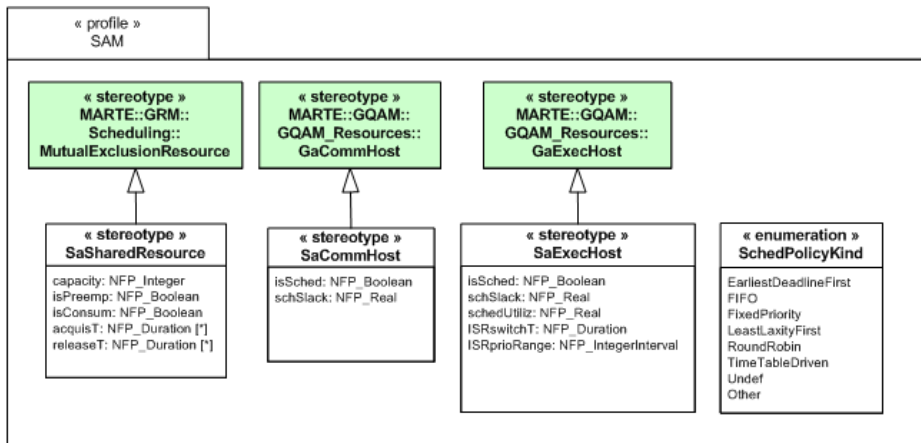 « profile »
SAM
« stereotype »
MARTE::GRM::
Scheduling::
MutualExclusionResource
« stereotype »
MARTE::GQAM::
GQAM_Resources::
GaCommHost
« stereotype »
MARTE::GQAM::
GQAM_Resources::
GaExecHost
« stereotype »
SaSharedResource
capacity: NFP_Integer
isPreemp: NFP_Boolean
isConsum: NFP_Boolean
acquisT: NFP_Duration [*]
releaseT: NFP_Duration [*]
« stereotype »
SaCommHost
isSched: NFP_Boolean
schSlack: NFP_Real
« stereotype »
SaExecHost
isSched: NFP_Boolean
schSlack: NFP_Real
schedUtiliz: NFP_Real
ISRswitchT: NFP_Duration
ISRprioRange: NFP_IntegerInterval
« enumeration »
SchedPolicyKind
EarliestDeadlineFirst
FIFO
FixedPriority
LeastLaxityFirst
RoundRobin
TimeTableDriven
Undef
Other